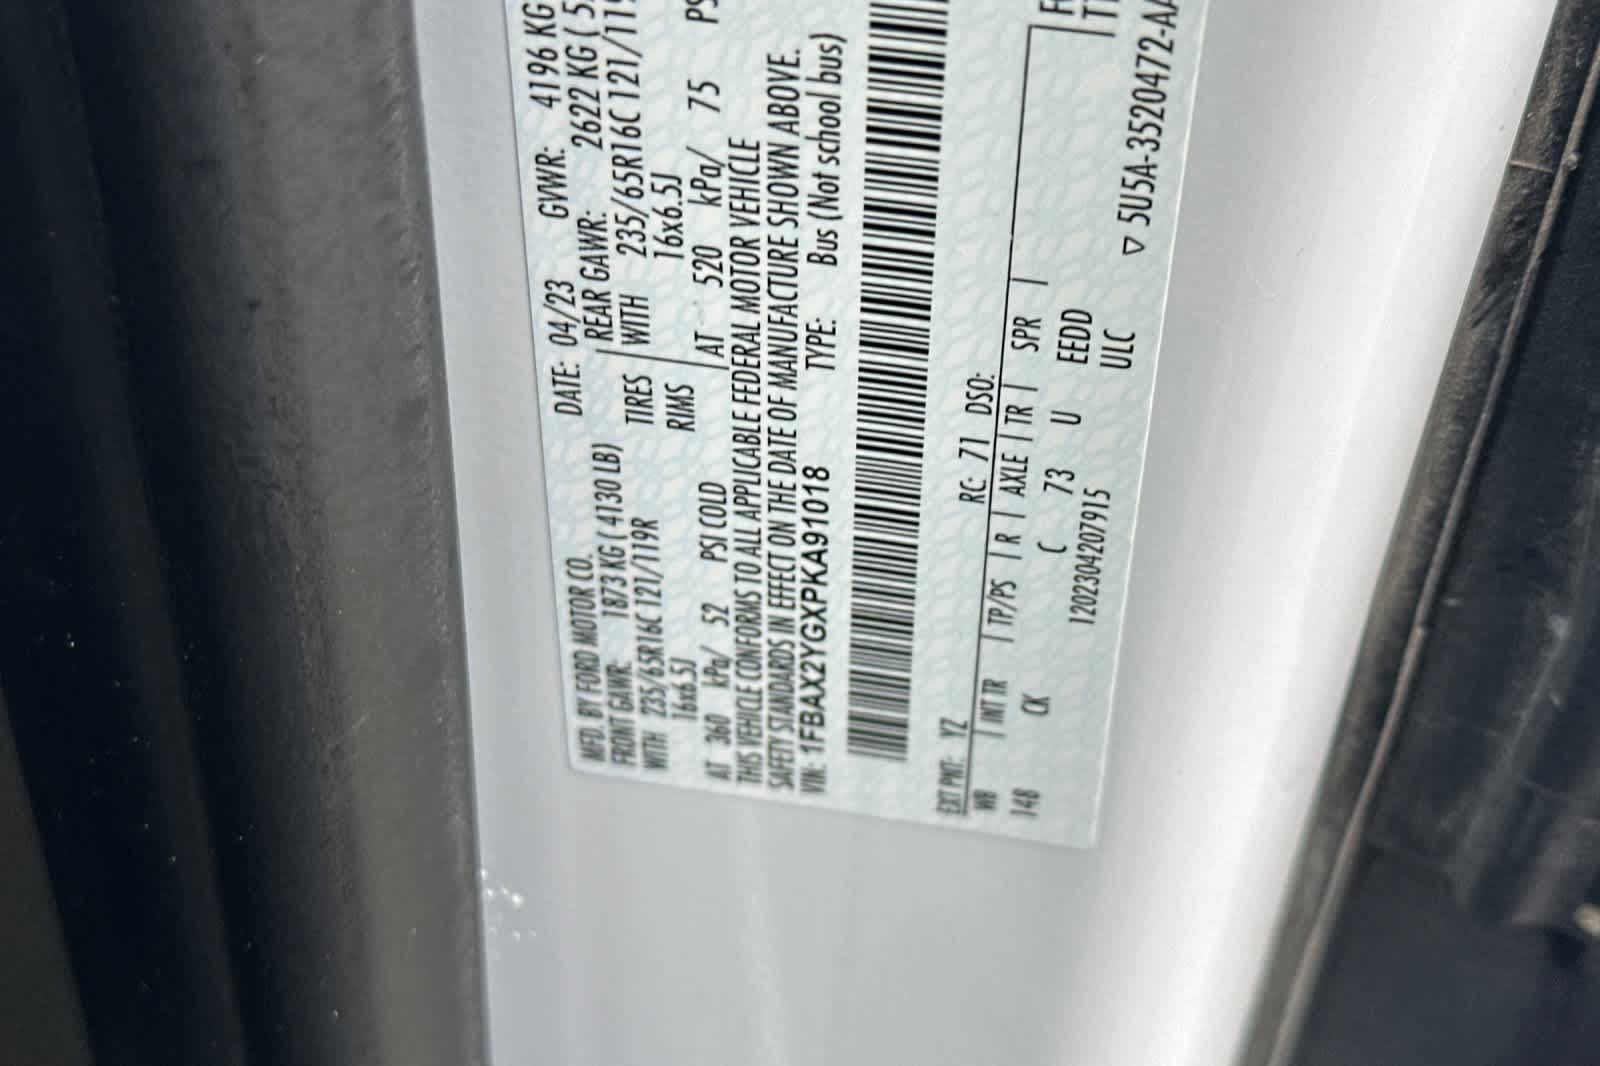 MFD. BY FORD MOTOR CO. DATE: 04/23 GVWR: 4196 KG
FRONT GAWR: 1873 KG ( 4130 LB) REAR GAWR: 2622 KG (
WITH 235/65R16C 121/119R TIRES WITH 235/65R16C 121/
16x6.5J RIMS 16x6.5J
AT 360 kPa/ 52 PSI COLD AT 520 kPa/ 75
THIS VEHICLE CONFORMS TO ALL APPLICABLE FEDERAL MOTOR VEHICLE
SAFETY STANDARDS IN EFFECT ON THE DATE OF MANUFACTURE SHOWN ABOVE.
VIN: 1FBAX2YGXPKA91018 TYPE: Bus (Not school bus)
EXT PNT: YZ RC: 71 DSO:
WB INT TR TP/PS R AXLE TR SPR
148 CK C 73 U EEDD
1202304207915 ULC
▽ 5U5A-3520472-AA